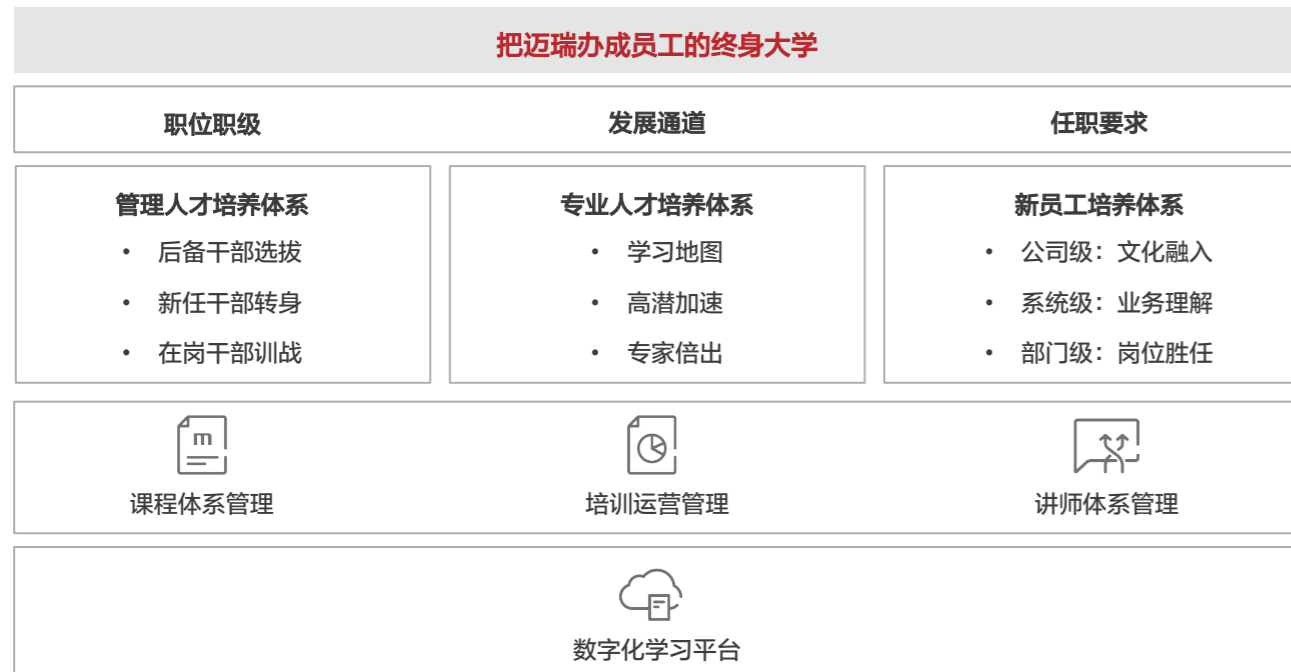 把迈瑞办成员工的终身大学
职位职级
发展通道
任职要求
管理人才培养体系
• 后备干部选拔
• 新任干部转身
• 在岗干部训战
专业人才培养体系
• 学习地图
• 高潜加速
• 专家倍出
新员工培养体系
• 公司级：文化融入
• 系统级：业务理解
• 部门级：岗位胜任
m
课程体系管理
培训运营管理
讲师体系管理
数字化学习平台